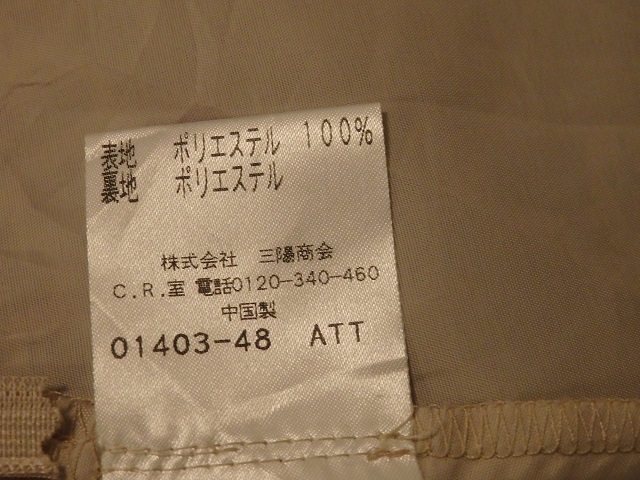 表地 ポリエステル 100%
裏地 ポリエステル
株式会社 三陽商会
C.R.室 電話0120-340-460
中国製
01403-48 ATT